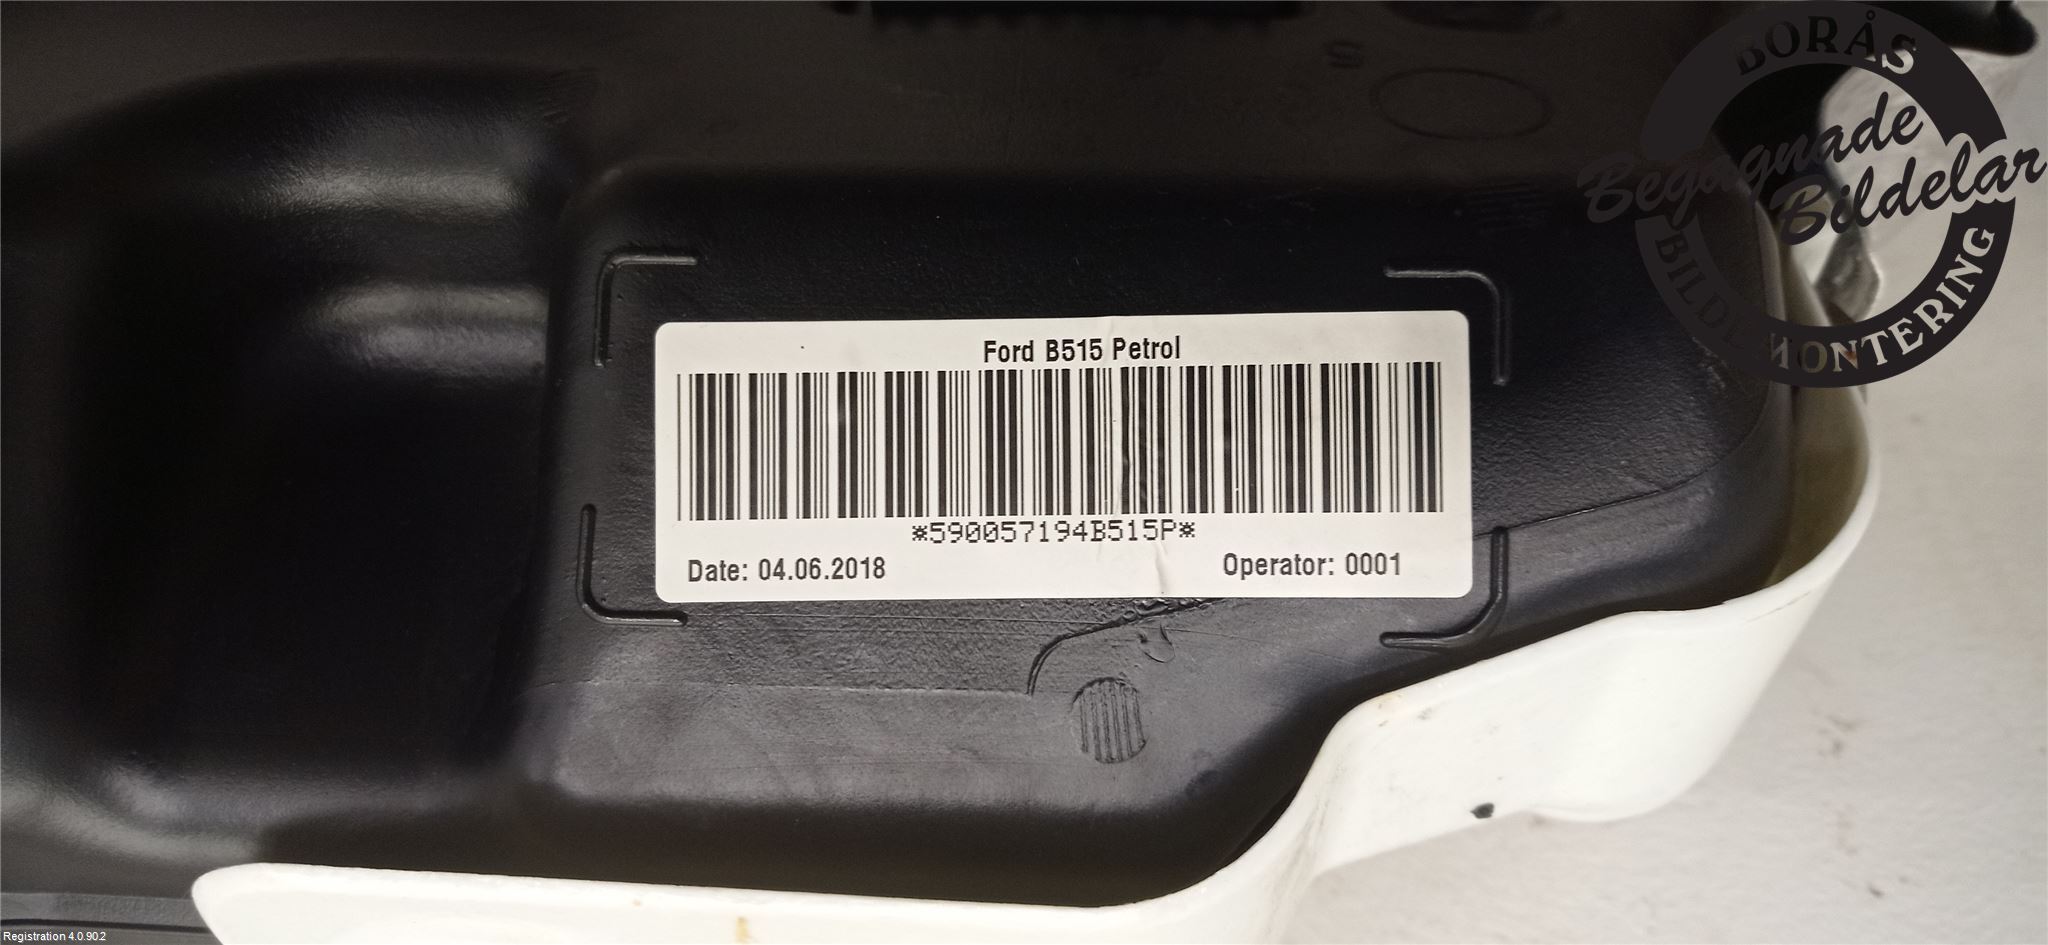 BORÅS
Begagnade
Bildelar
BILDEMONTERING
Ford B515 Petrol
*590057194B515P*
Date: 04.06.2018
Operator: 0001
Registration 4.0.90.2